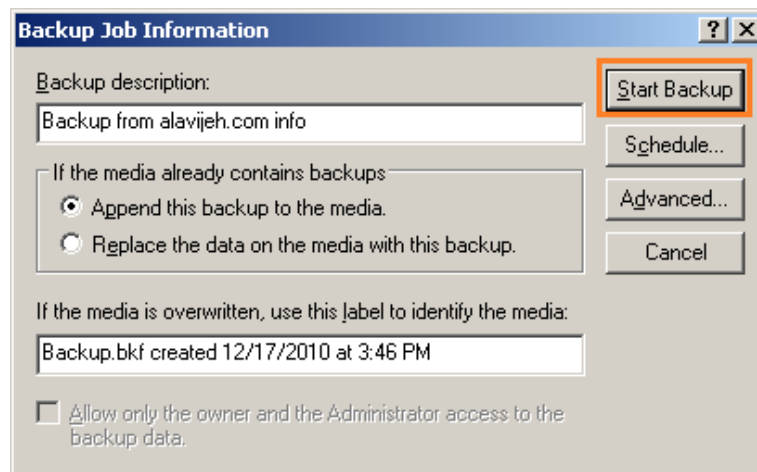 Backup Job Information
Backup description:
Start Backup
Backup from alavijeh.com info
Schedule...
If the media already contains backups
Append this backup to the media.
Advanced...
Replace the data on the media with this backup.
Cancel
If the media is overwritten, use this label to identify the media:
Backup.bkf created 12/17/2010 at 3:46 PM
Allow only the owner and the Administrator access to the
backup data.